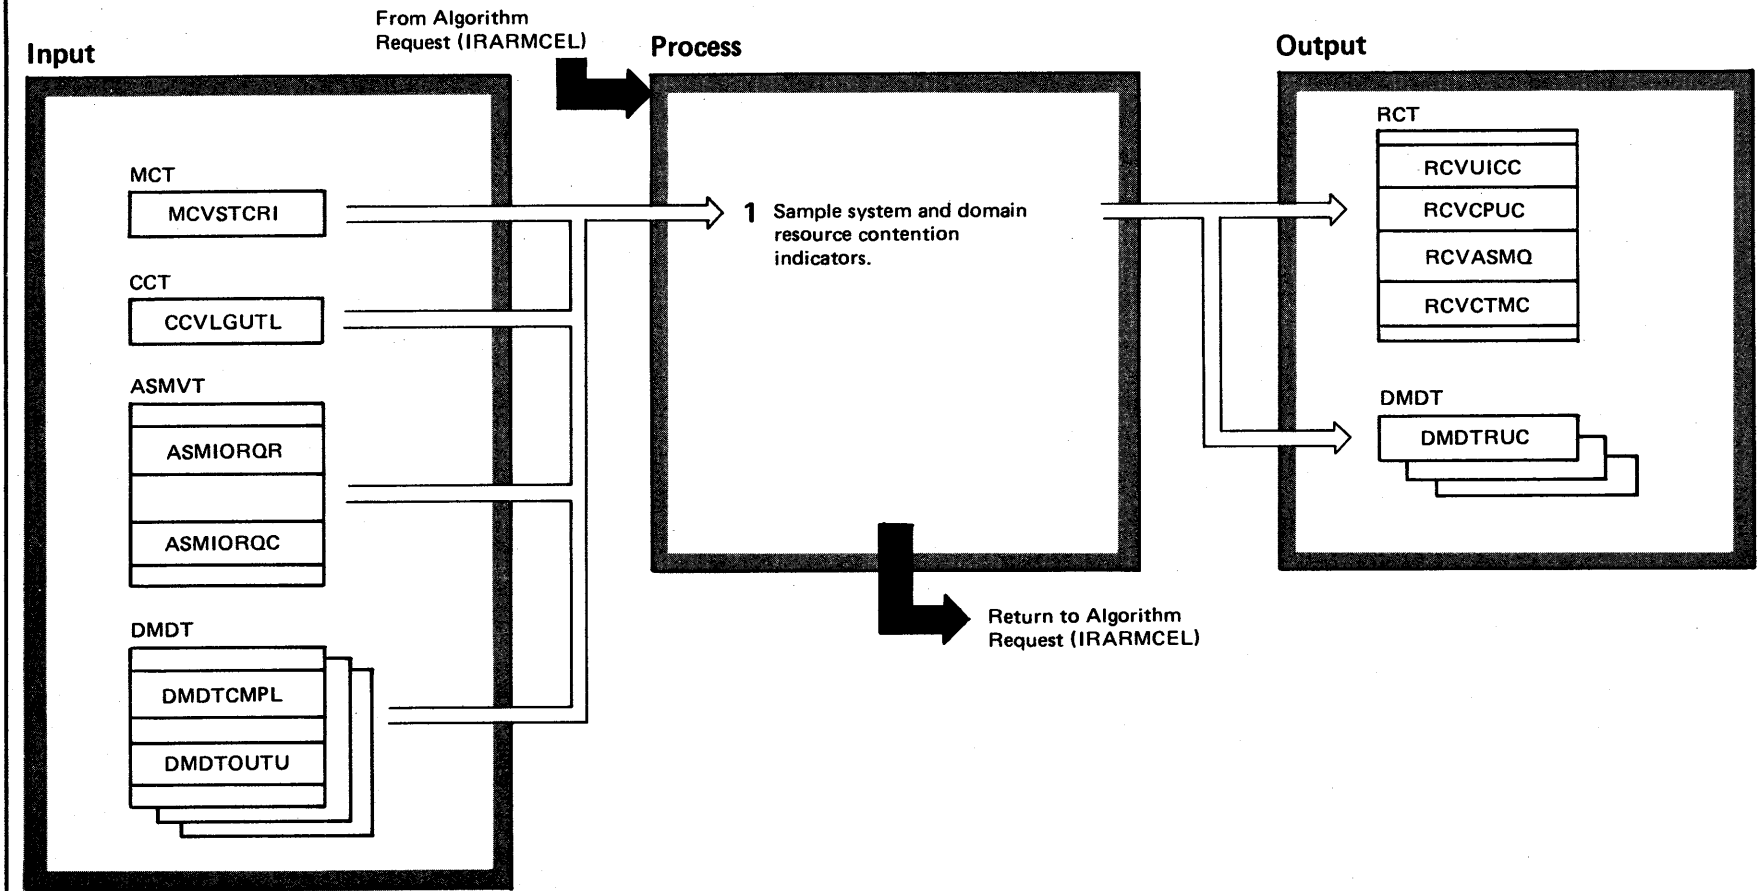 From Algorithm
Request (IRARMCEL)
Input
Process
Output
MCT
MCVSTCRI
CCT
CCVLGUTL
ASMVT
ASMIORQR
ASMIORQC
DMDT
DMDTCMPL
DMDTOUTU
1 Sample system and domain
resource contention
indicators.
Return to Algorithm
Request (IRARMCEL)
RCT
RCVUICC
RCVCPUC
RCVASMQ
RCVCTMC
DMDT
DMDTRUC